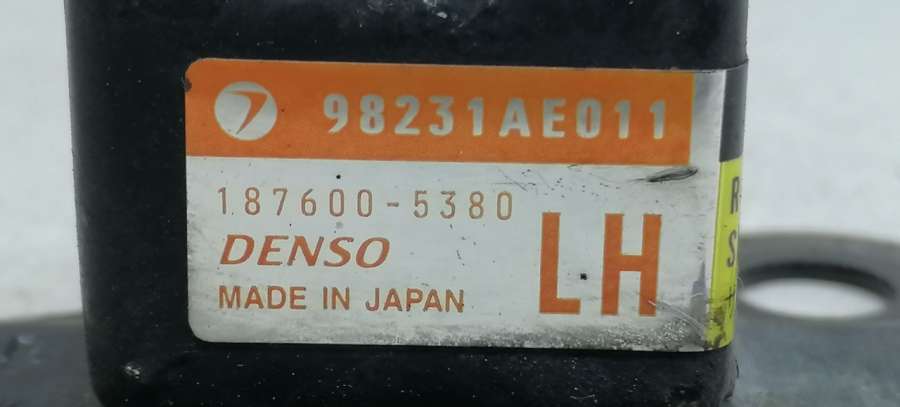 98231AE011
187600-5380
DENSO
MADE IN JAPAN
LH